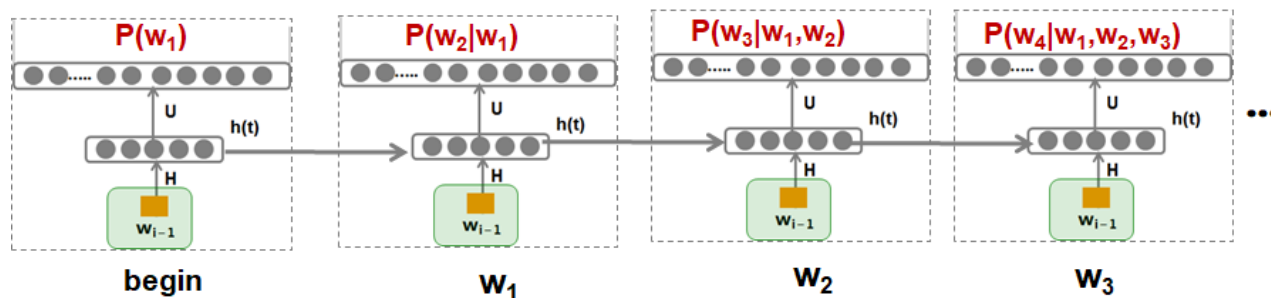 P(w₁) P(w₂|w₁) P(w₃|w₁,w₂) P(w₄|w₁,w₂,w₃)
..... ..... ..... .....
U U U U
h(t) h(t) h(t) h(t)
...
H H H H
wᵢ₋₁ wᵢ₋₁ wᵢ₋₁ wᵢ₋₁
begin w₁ w₂ w₃